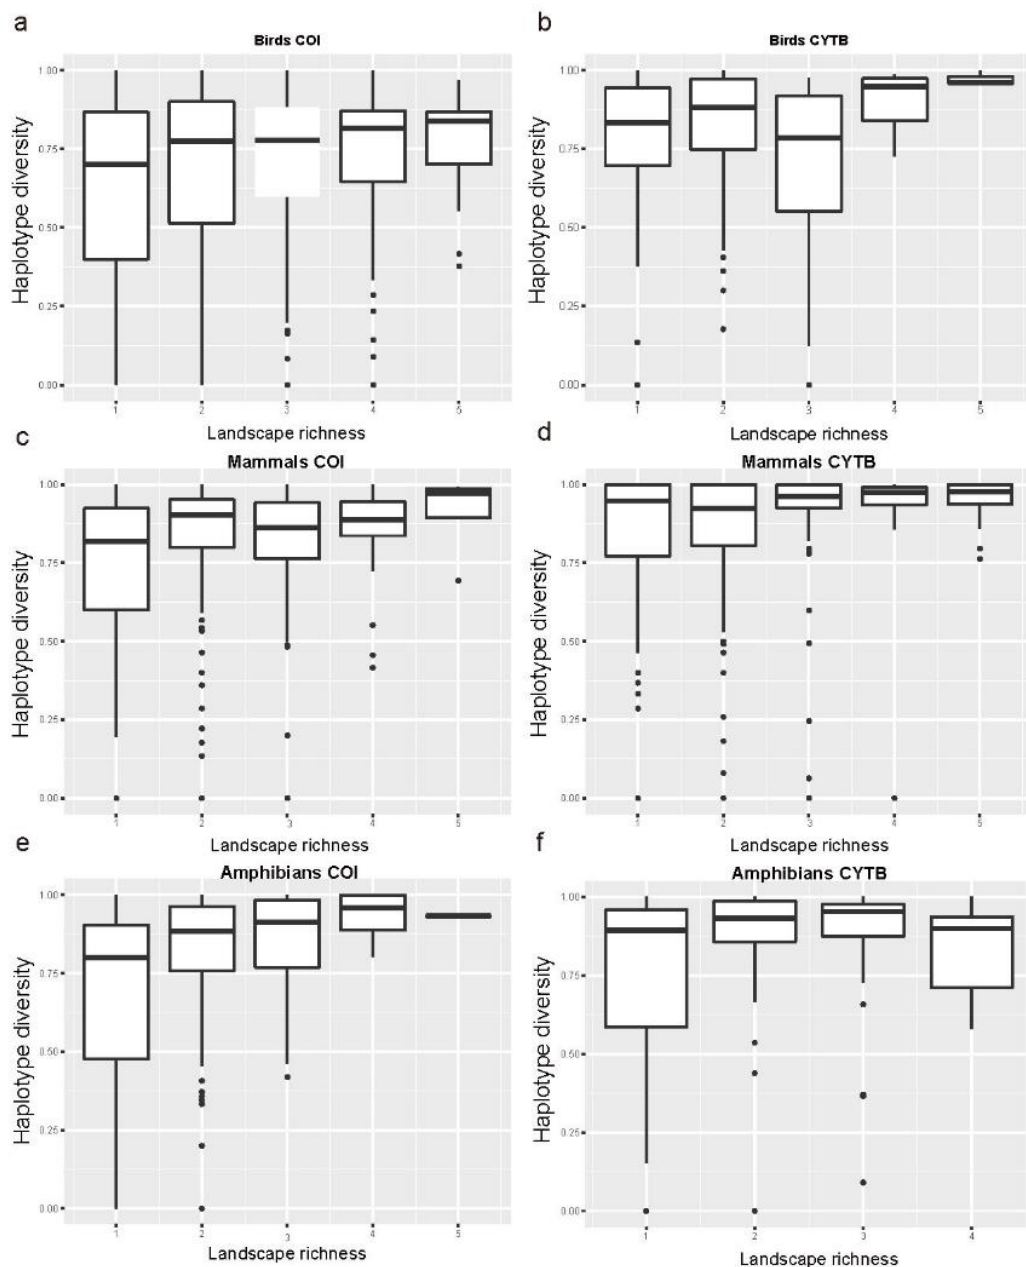 a
Birds COI
Haplotype diversity
1.00
0.75
0.50
0.25
0.00
1 2 3 4 5
Landscape richness
b
Birds CYTB
Haplotype diversity
1.00
0.75
0.50
0.25
0.00
1 2 3 4 5
Landscape richness
c
Mammals COI
Haplotype diversity
1.00
0.75
0.50
0.25
0.00
1 2 3 4 5
Landscape richness
d
Mammals CYTB
Haplotype diversity
1.00
0.75
0.50
0.25
0.00
1 2 3 4 5
Landscape richness
e
Amphibians COI
Haplotype diversity
1.00
0.75
0.50
0.25
0.00
1 2 3 4 5
Landscape richness
f
Amphibians CYTB
Haplotype diversity
1.00
0.75
0.50
0.25
0.00
1 2 3 4
Landscape richness